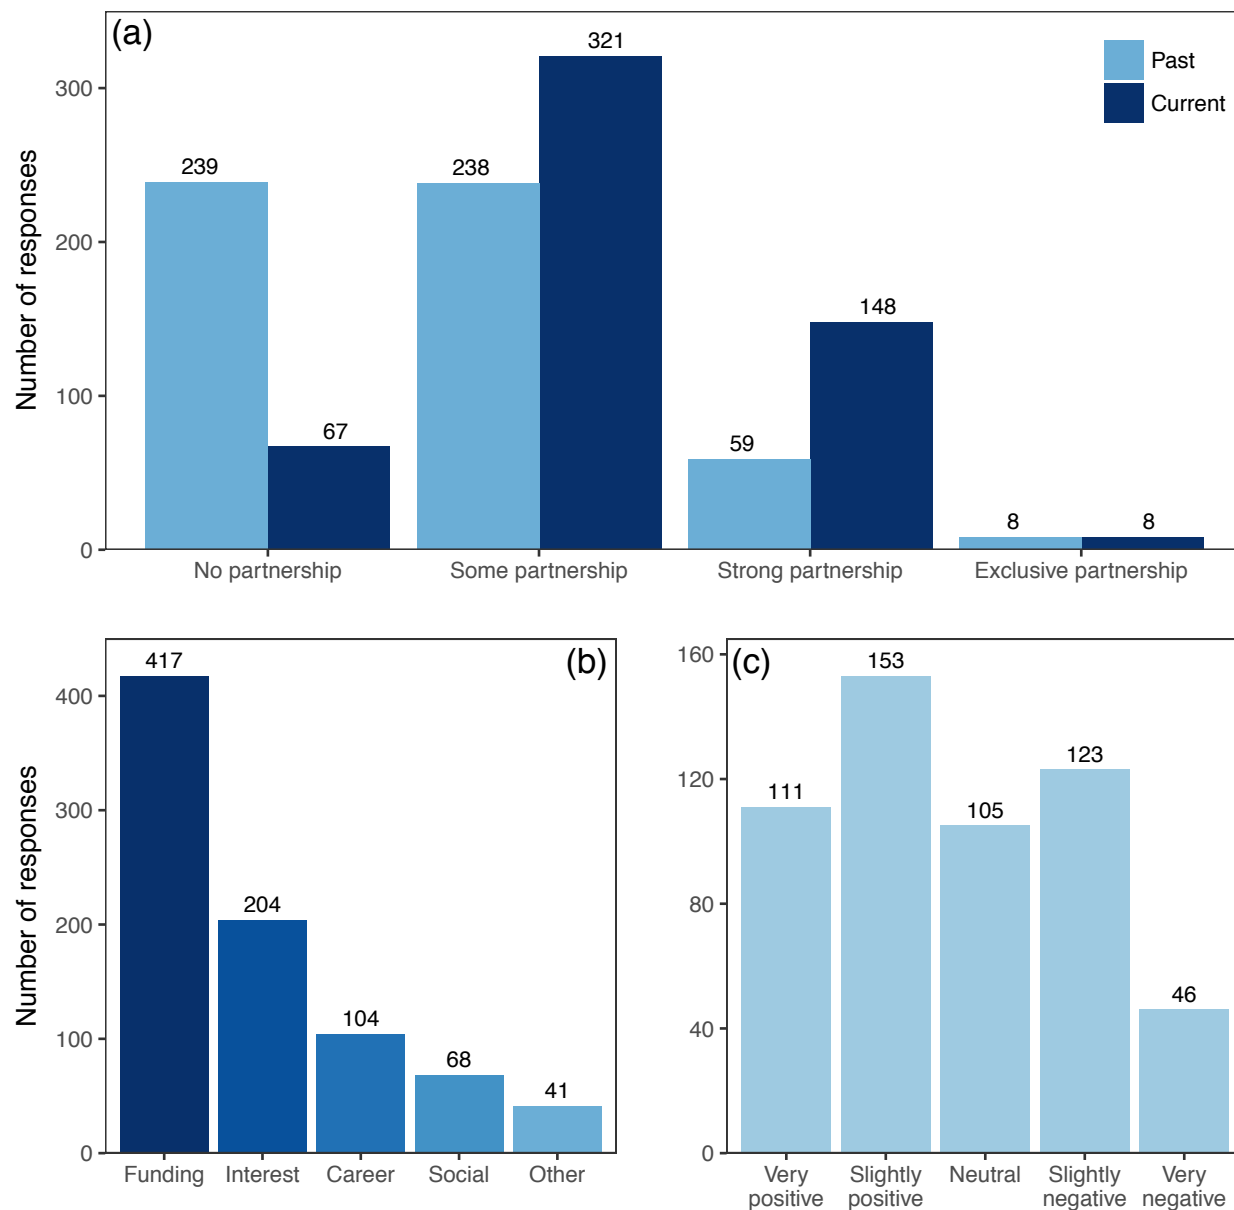 (a)
Past
Current
Number of responses
300
200
100
0
239
67
238
321
59
148
8
8
No partnership
Some partnership
Strong partnership
Exclusive partnership
(b)
Number of responses
400
300
200
100
0
417
204
104
68
41
Funding
Interest
Career
Social
Other
(c)
160
120
80
40
0
111
153
105
123
46
Very
positive
Slightly
positive
Neutral
Slightly
negative
Very
negative